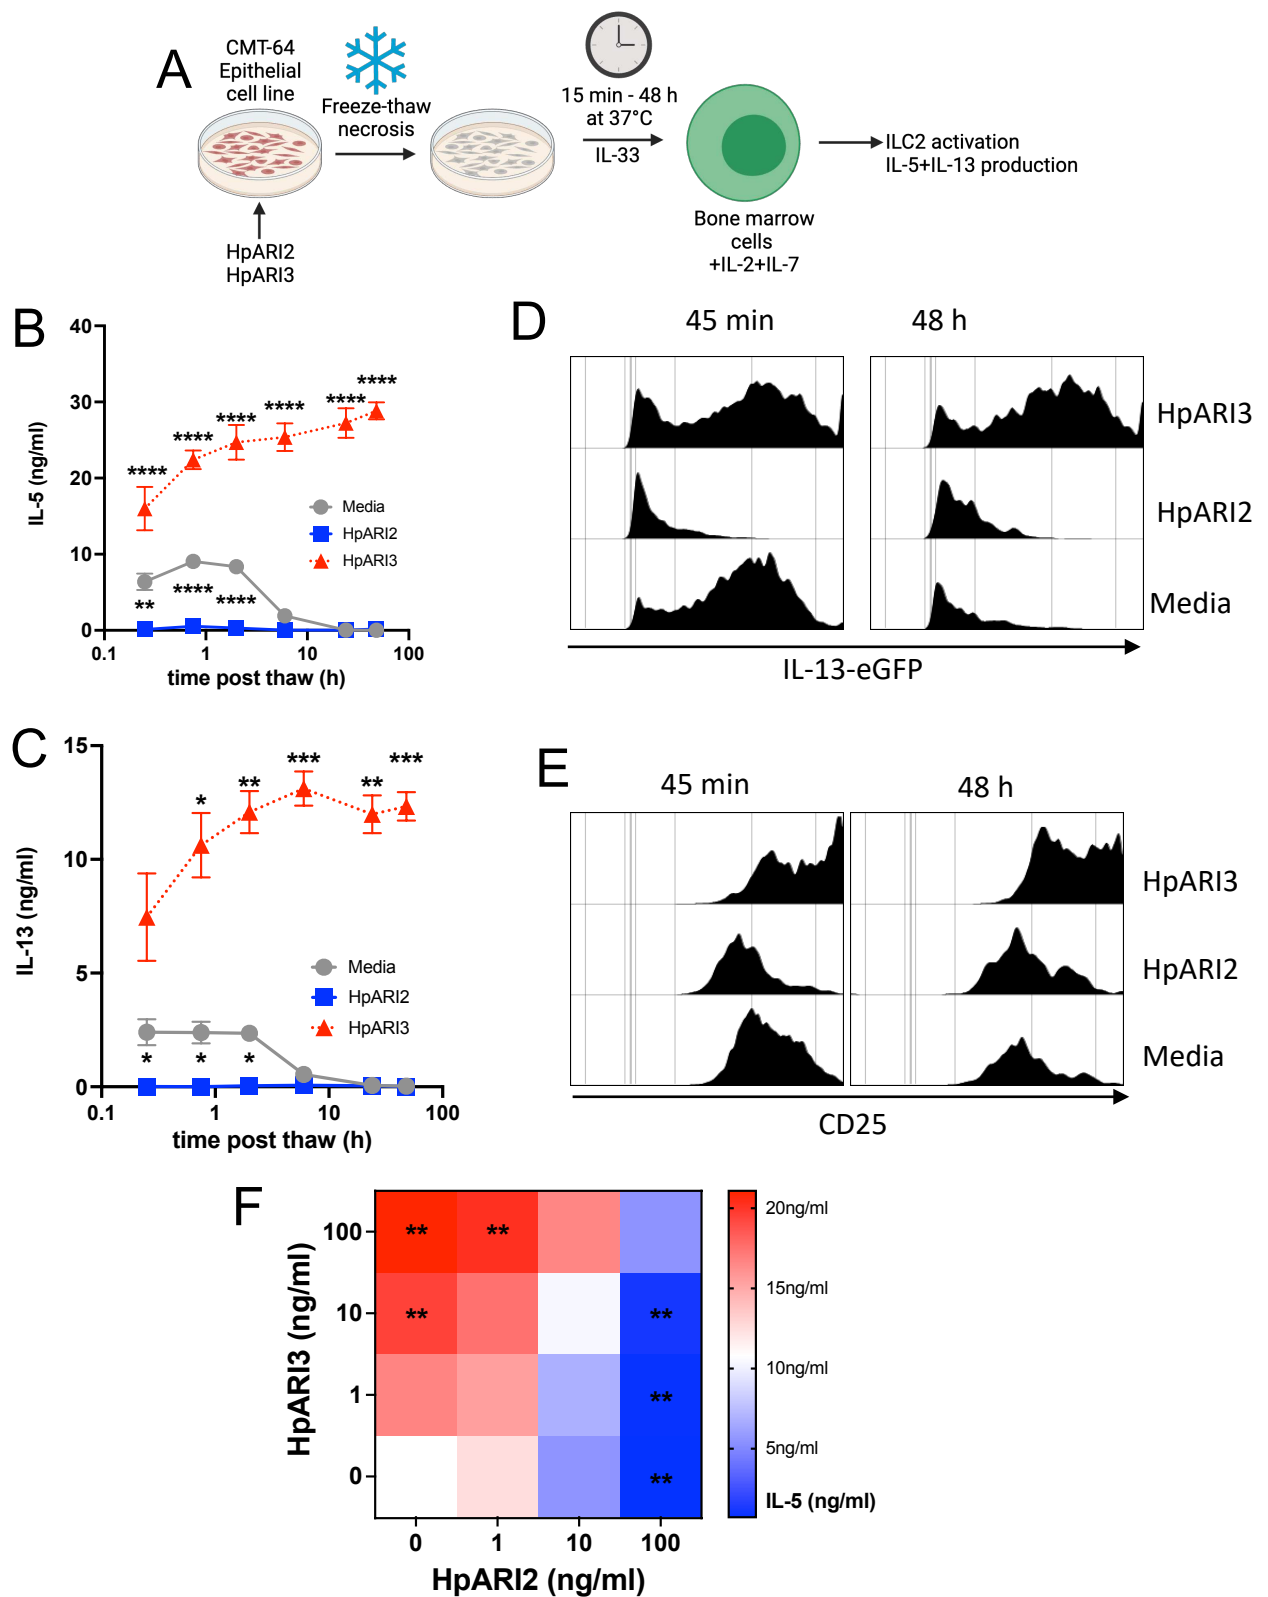 A
CMT-64
Epithelial
cell line
Freeze-thaw
necrosis
15 min - 48 h
at 37°C
IL-33
ILC2 activation
IL-5+IL-13 production
HpARI2
HpARI3
Bone marrow
cells
+IL-2+IL-7
B
IL-5 (ng/ml)
40
30
20
10
0
0.1
1
10
100
time post thaw (h)
Media
HpARI2
HpARI3
****
****
****
****
****
****
**
****
****
C
IL-13 (ng/ml)
15
10
5
0
0.1
1
10
100
time post thaw (h)
Media
HpARI2
HpARI3
*
**
***
**
***
*
*
*
D
45 min
48 h
HpARI3
HpARI2
Media
IL-13-eGFP
E
45 min
48 h
HpARI3
HpARI2
Media
CD25
F
HpARI3 (ng/ml)
100
10
1
0
**
**
**
**
**
**
0
1
10
100
HpARI2 (ng/ml)
20ng/ml
15ng/ml
10ng/ml
5ng/ml
IL-5 (ng/ml)